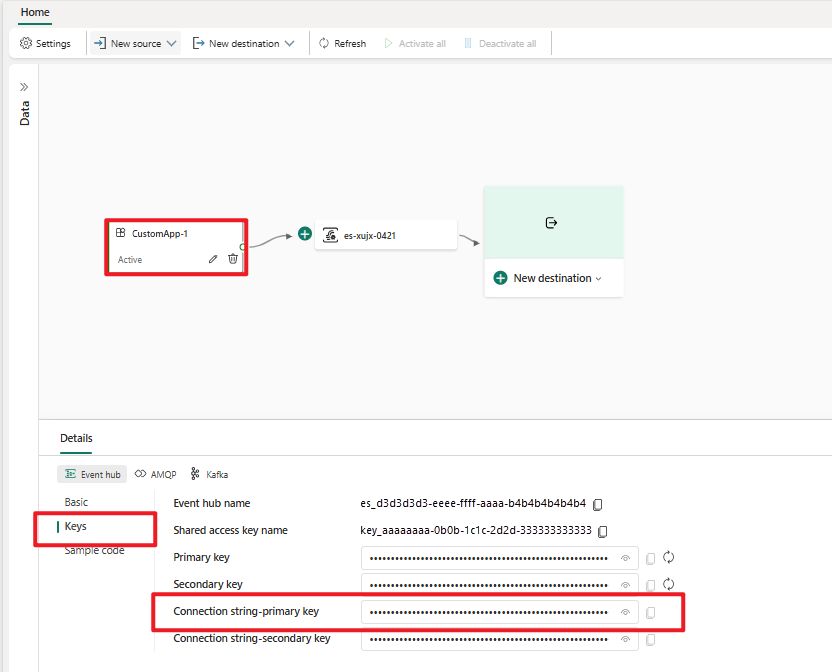 Home
Settings New source New destination Refresh Activate all Deactivate all
Data
CustomApp-1
Active
es-xujx-0421
New destination
Details
Event hub AMQP Kafka
Basic
Keys
Sample code
Event hub name es_d3d3d3d3-eeee-ffff-aaaa-b4b4b4b4b4b4
Shared access key name key_aaaaaaaa-0b0b-1c1c-2d2d-333333333333
Primary key
Secondary key
Connection string-primary key
Connection string-secondary key